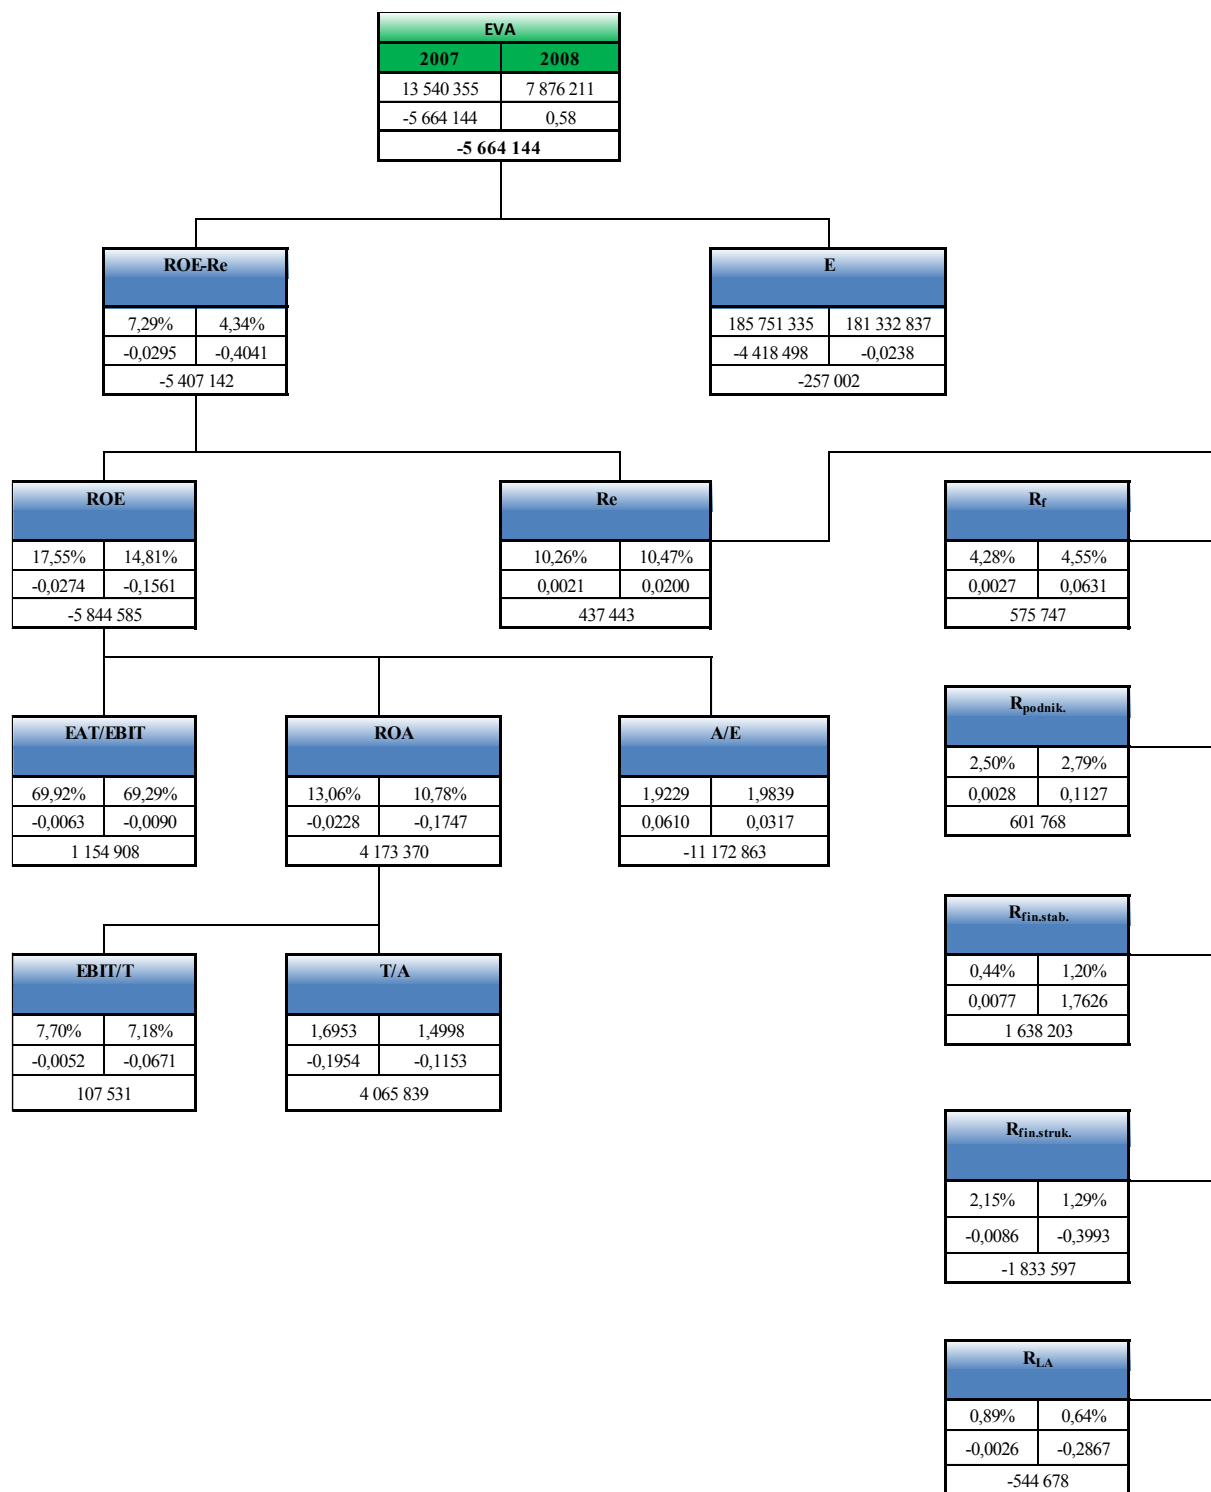 EVA
2007 2008
13 540 355 7 876 211
-5 664 144 0,58
-5 664 144
ROE-Re
7,29% 4,34%
-0,0295 -0,4041
-5 407 142
E
185 751 335 181 332 837
-4 418 498 -0,0238
-257 002
ROE
17,55% 14,81%
-0,0274 -0,1561
-5 844 585
Re
10,26% 10,47%
0,0021 0,0200
437 443
Rf
4,28% 4,55%
0,0027 0,0631
575 747
EAT/EBIT
69,92% 69,29%
-0,0063 -0,0090
1 154 908
ROA
13,06% 10,78%
-0,0228 -0,1747
4 173 370
A/E
1,9229 1,9839
0,0610 0,0317
-11 172 863
Rpodnik.
2,50% 2,79%
0,0028 0,1127
601 768
EBIT/T
7,70% 7,18%
-0,0052 -0,0671
107 531
T/A
1,6953 1,4998
-0,1954 -0,1153
4 065 839
Rfin.stab.
0,44% 1,20%
0,0077 1,7626
1 638 203
Rfin.struk.
2,15% 1,29%
-0,0086 -0,3993
-1 833 597
RLA
0,89% 0,64%
-0,0026 -0,2867
-544 678